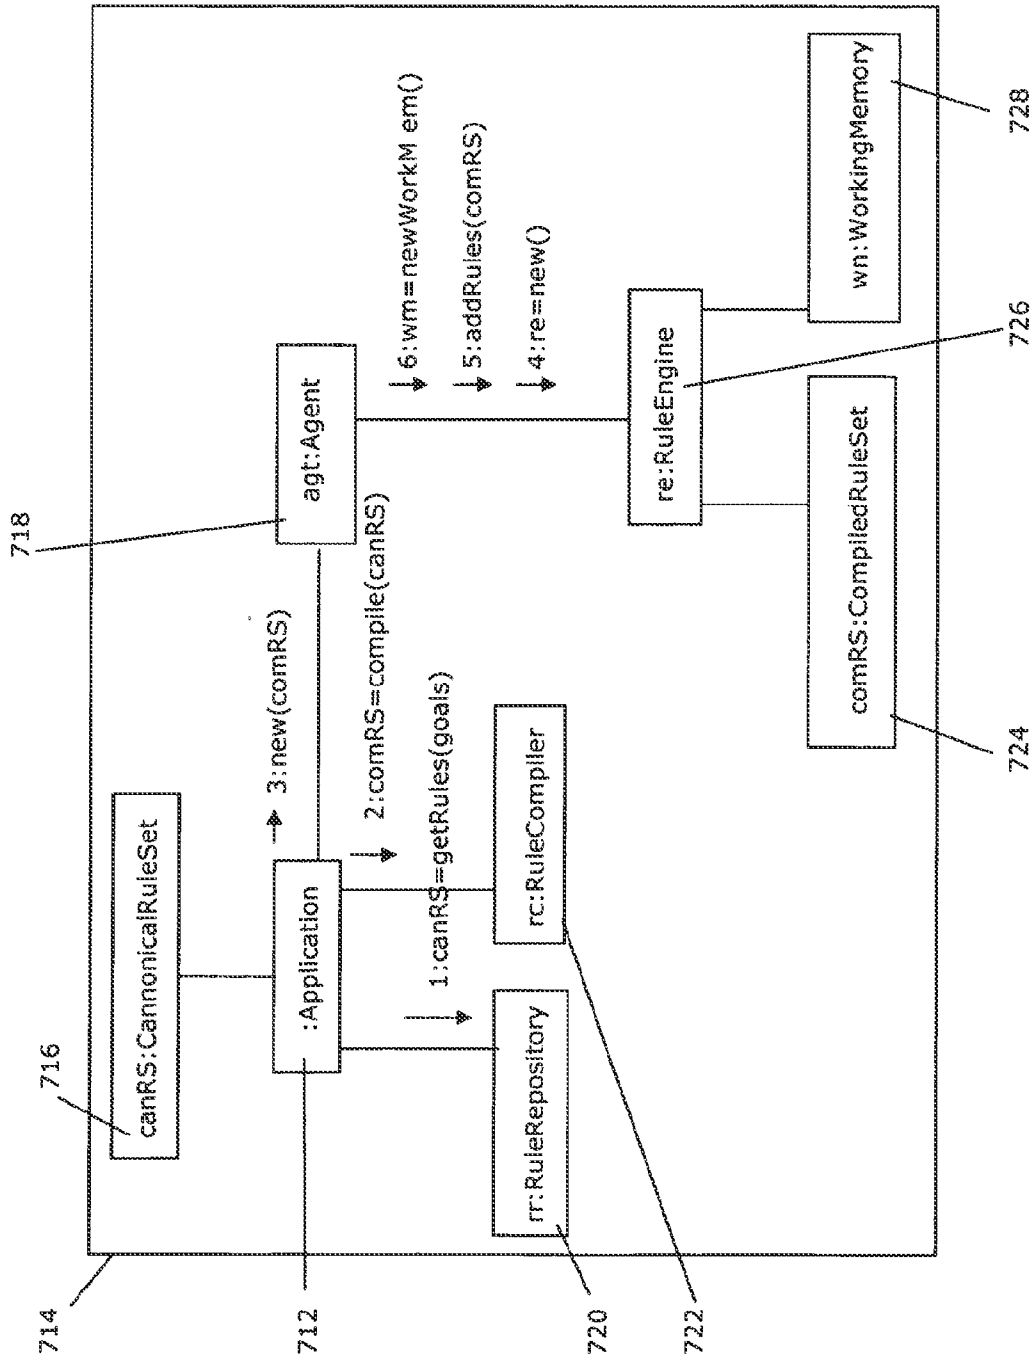 714
716
canRS:CannonicalRuleSet
718
712
:Application
3:new(comRS)
agt:Agent
2:comRS=compile(canRS)
1:canRS=getRules(goals)
6:wm=newWorkM em()
5:addRules(comRS)
4:re=new()
rr:RuleRepository
720
rc:RuleCompiler
722
re:RuleEngine
726
comRS:CompiledRuleSet
724
wn:WorkingMemory
728